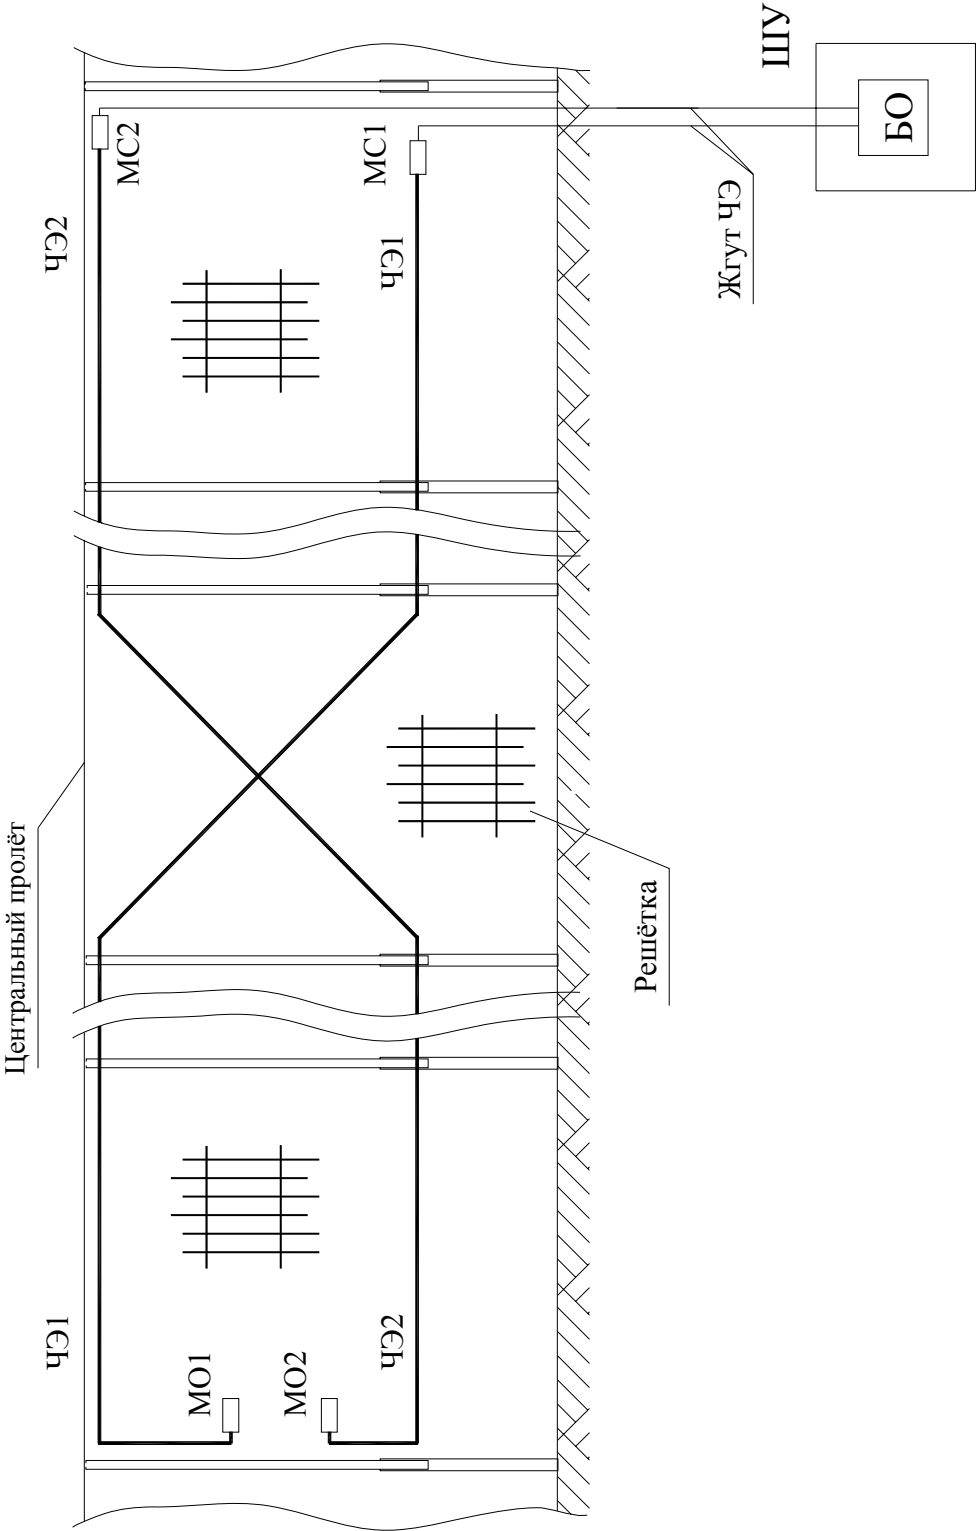 Центральный пролёт
ЧЭ1
ЧЭ2
МО1
МО2
МС2
ЧЭ2
ЧЭ1
МС1
Решётка
Жгут ЧЭ
ШУ
БО